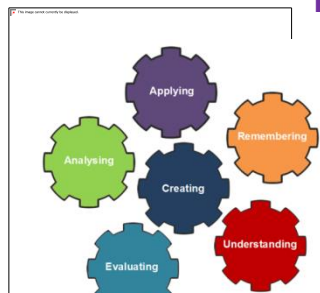 The image cannot currently be displayed.
Applying
Remembering
Analysing
Creating
Understanding
Evaluating